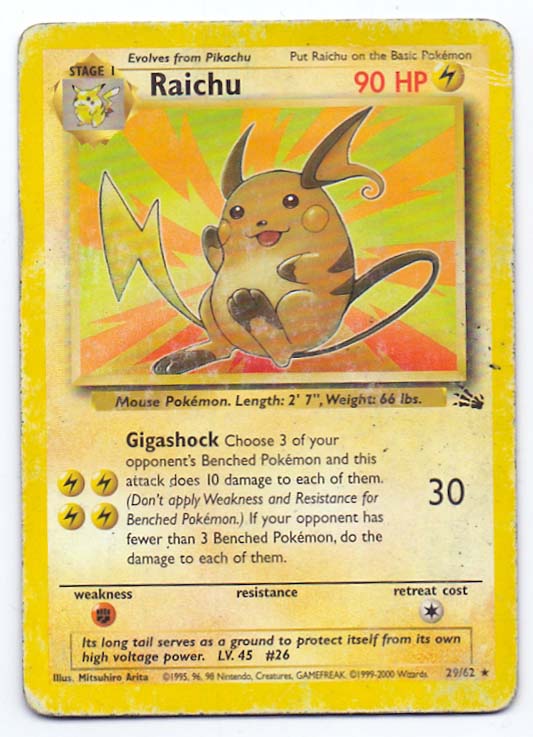 Evolves from Pikachu Put Raichu on the Basic Pokémon
STAGE 1 Raichu 90 HP
Mouse Pokémon. Length: 2' 7", Weight: 66 lbs.
Gigashock Choose 3 of your
opponent's Benched Pokémon and this
attack does 10 damage to each of them.
(Don't apply Weakness and Resistance for
Benched Pokémon.) If your opponent has
fewer than 3 Benched Pokémon, do the
damage to each of them.
30
weakness resistance retreat cost
Its long tail serves as a ground to protect itself from its own
high voltage power. LV. 45 #26
Illus. Mitsuhiro Arita ©1995, 96, 98 Nintendo, Creatures, GAMEFREAK. ©1999-2000 Wizards. 29/62 ★